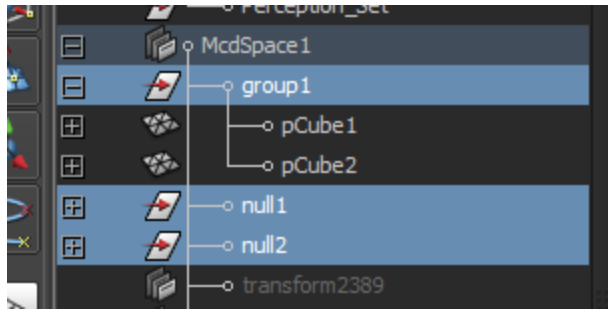 Perception_Set
McdSpace1
group1
pCube1
pCube2
null1
null2
transform2389